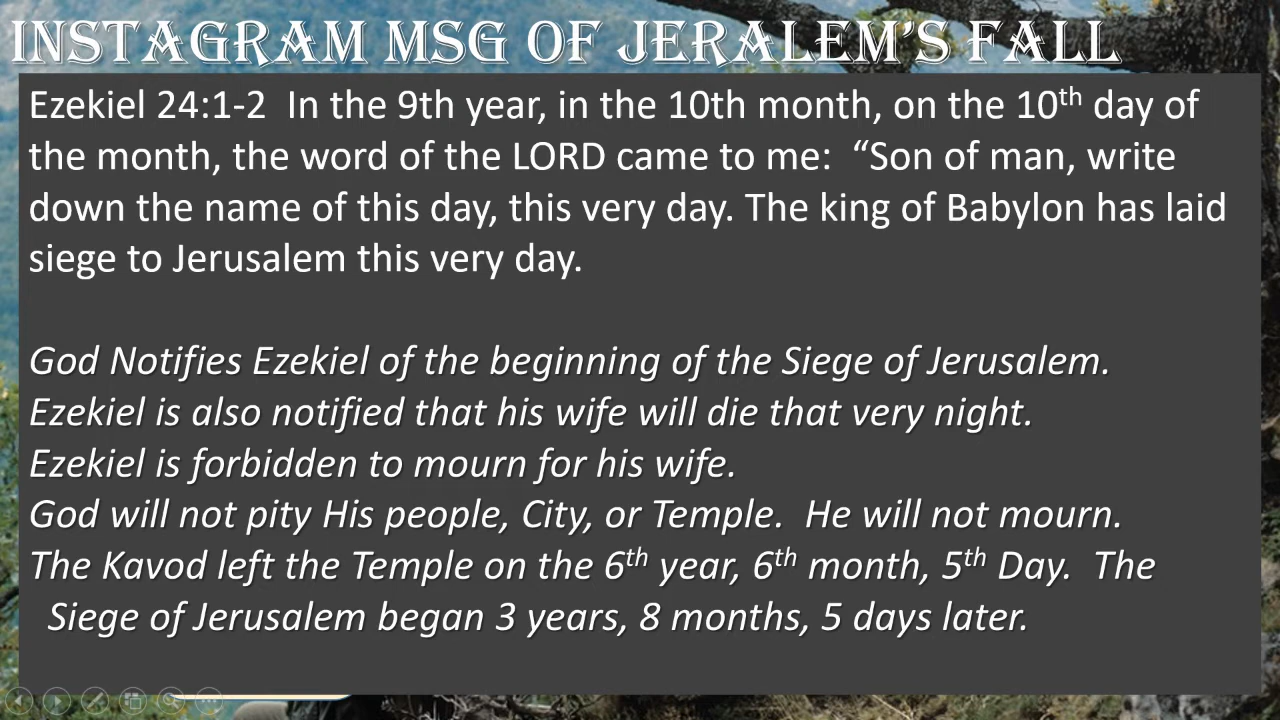 INSTAGRAM MSG OF JERALEM’S FALL
Ezekiel 24:1-2  In the 9th year, in the 10th month, on the 10th day of
the month, the word of the LORD came to me:  “Son of man, write
down the name of this day, this very day. The king of Babylon has laid
siege to Jerusalem this very day.
God Notifies Ezekiel of the beginning of the Siege of Jerusalem.
Ezekiel is also notified that his wife will die that very night.
Ezekiel is forbidden to mourn for his wife.
God will not pity His people, City, or Temple.  He will not mourn.
The Kavod left the Temple on the 6th year, 6th month, 5th Day.  The
Siege of Jerusalem began 3 years, 8 months, 5 days later.